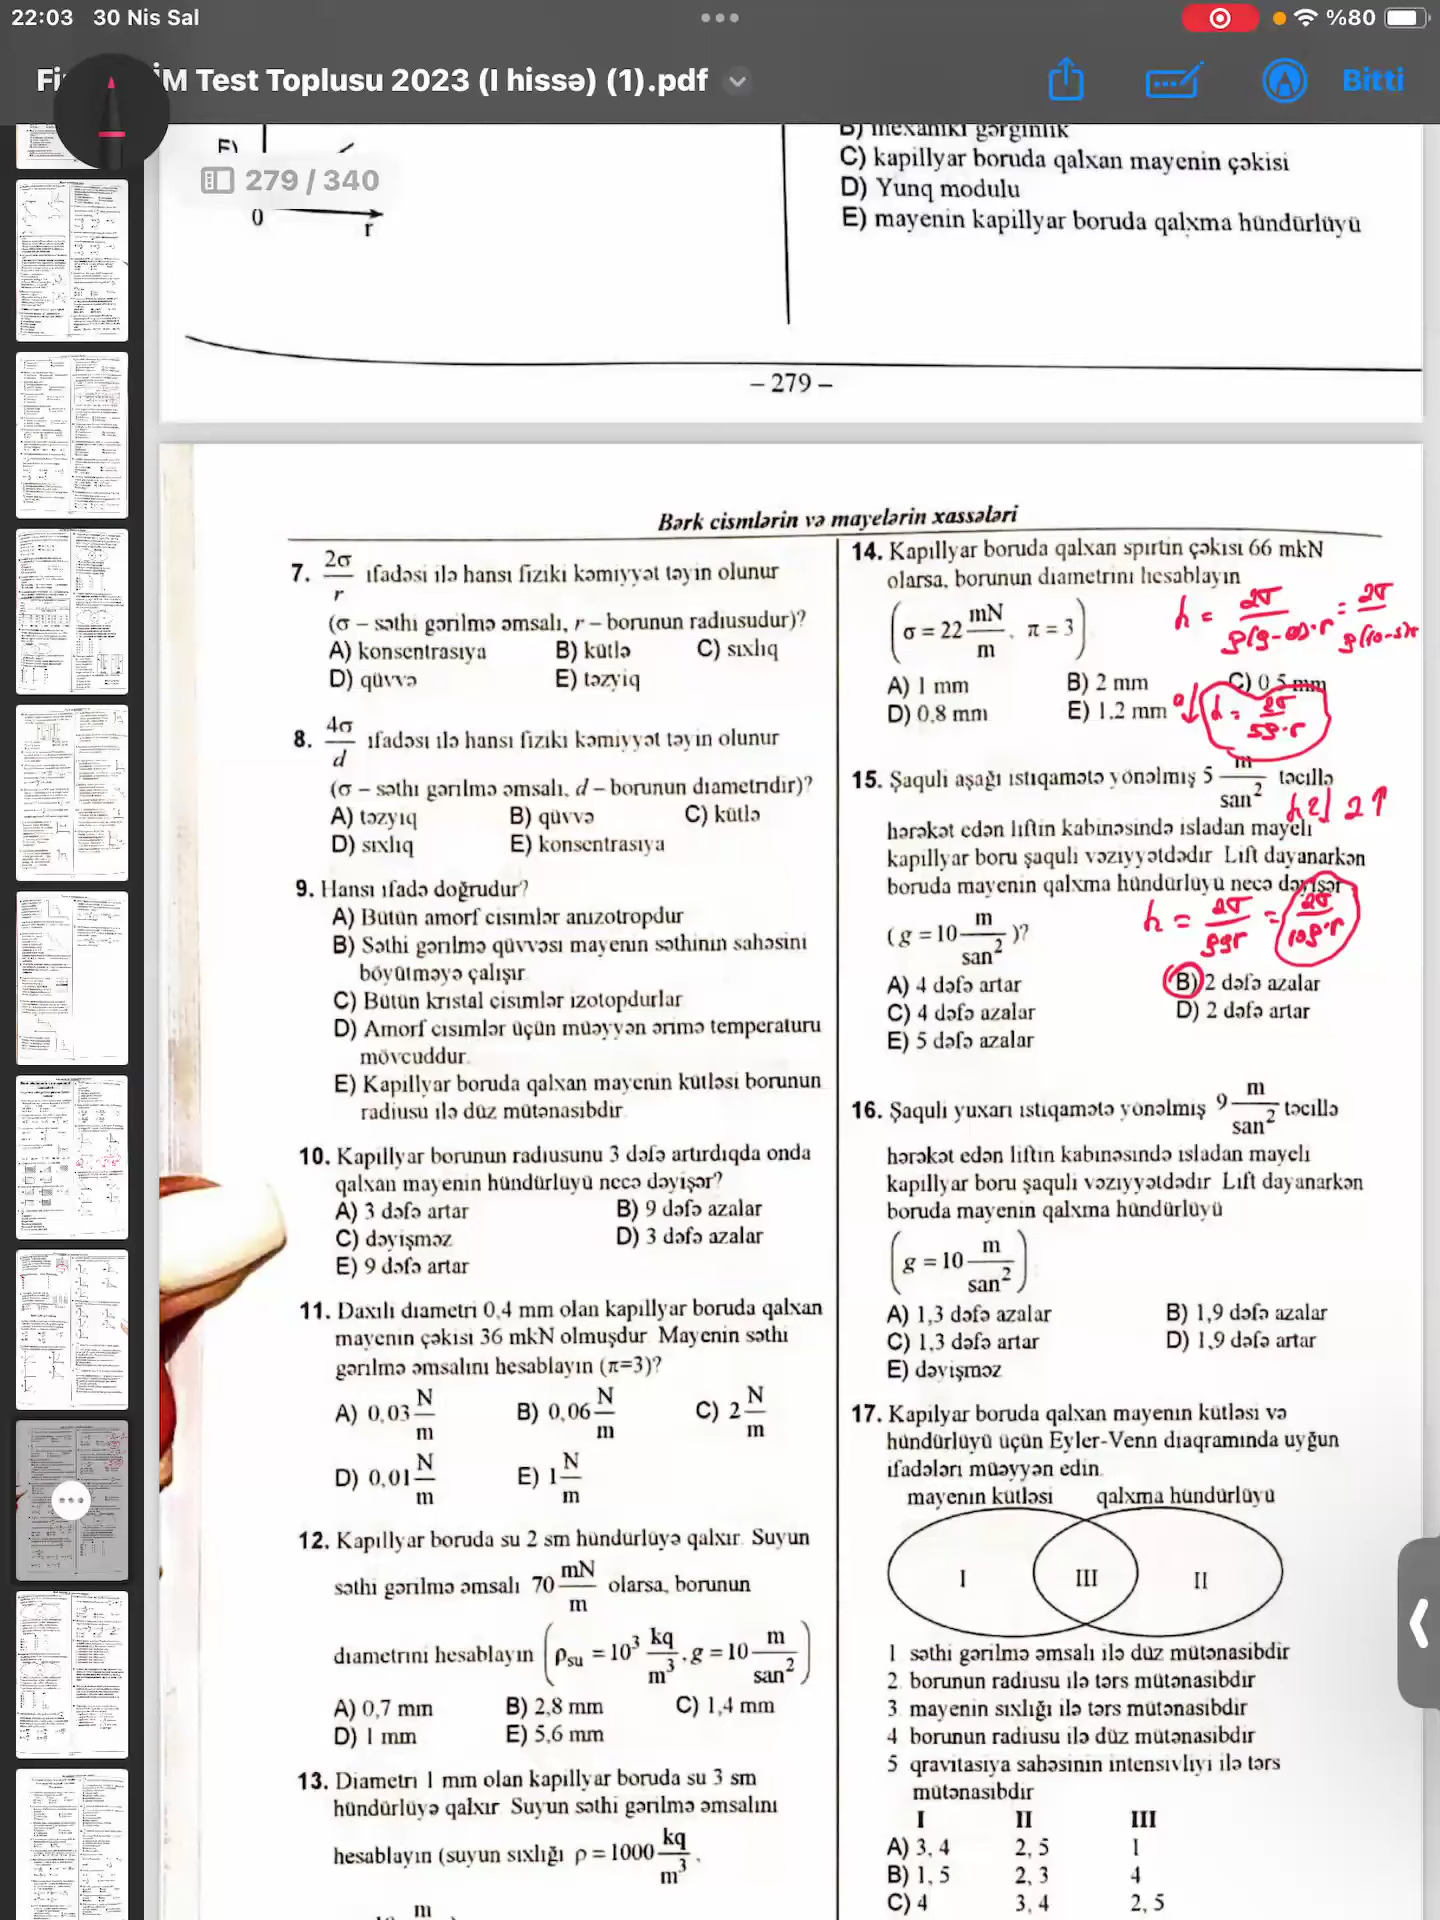 22:03 30 Nis Sal
%80
İM Test Toplusu 2023 (I hissə) (1).pdf
Bitti
279 / 340
0
r
C) kapillyar boruda qalxan mayenin çəkisi
D) Yunq modulu
E) mayenin kapillyar boruda qalxma hündürlüyü
– 279 –
Bərk cismlərin və mayelərin xassələri
7. 2σ/r ifadəsi ilə hansı fiziki kəmiyyət təyin olunur
(σ – səthi gərilmə əmsalı, r – borunun radiusudur)?
A) konsentrasiya B) kütlə C) sıxlıq
D) qüvvə E) təzyiq
8. 4σ/d ifadəsi ilə hansı fiziki kəmiyyət təyin olunur
(σ – səthi gərilmə əmsalı, d – borunun diametridir)?
A) təzyiq B) qüvvə C) kütlə
D) sıxlıq E) konsentrasiya
9. Hansı ifadə doğrudur?
A) Bütün amorf cisimlər anizotropdur
B) Səthi gərilmə qüvvəsi mayenin səthinin sahəsini
böyütməyə çalışır
C) Bütün kristal cisimlər izotopdurlar
D) Amorf cisimlər üçün müəyyən ərimə temperaturu
mövcuddur.
E) Kapillyar boruda qalxan mayenin kütləsi borunun
radiusu ilə düz mütənasibdir
10. Kapillyar borunun radiusunu 3 dəfə artırdıqda onda
qalxan mayenin hündürlüyü necə dəyişər?
A) 3 dəfə artar B) 9 dəfə azalar
C) dəyişməz D) 3 dəfə azalar
E) 9 dəfə artar
11. Daxili diametri 0,4 mm olan kapillyar boruda qalxan
mayenin çəkisi 36 mkN olmuşdur. Mayenin səthi
gərilmə əmsalını hesablayın (π=3)?
A) 0,03 N/m B) 0,06 N/m C) 2 N/m
D) 0,01 N/m E) 1 N/m
12. Kapillyar boruda su 2 sm hündürlüyə qalxır. Suyun
səthi gərilmə əmsalı 70 mN/m olarsa, borunun
diametrini hesablayın (ρsu = 10³ kq/m³, g = 10 m/san²)
A) 0,7 mm B) 2,8 mm C) 1,4 mm
D) 1 mm E) 5,6 mm
13. Diametri 1 mm olan kapillyar boruda su 3 sm
hündürlüyə qalxır. Suyun səthi gərilmə əmsalını
hesablayın (suyun sıxlığı ρ = 1000 kq/m³,
m
14. Kapillyar boruda qalxan spirtin çəkisi 66 mkN
olarsa, borunun diametrini hesablayın
(σ = 22 mN/m, π = 3)
h = 2σ/ρ(g-a)·r = 2σ/ρ(10-5)r
A) 1 mm B) 2 mm C) 0,5 mm
D) 0,8 mm E) 1,2 mm
= 2σ/5ρ·r
15. Şaquli aşağı istiqamətə yönəlmiş 5 m/san² təcillə
2↑
hərəkət edən liftin kabinəsində isladan mayeli
kapillyar boru şaquli vəziyyətdədir. Lift dayanarkən
boruda mayenin qalxma hündürlüyü necə dəyişər
(g = 10 m/san²)?
h = 2σ/ρgr = 2σ/10ρ·r
A) 4 dəfə artar B) 2 dəfə azalar
C) 4 dəfə azalar D) 2 dəfə artar
E) 5 dəfə azalar
16. Şaquli yuxarı istiqamətə yönəlmiş 9 m/san² təcillə
hərəkət edən liftin kabinəsində isladan mayeli
kapillyar boru şaquli vəziyyətdədir. Lift dayanarkən
boruda mayenin qalxma hündürlüyü
(g = 10 m/san²)
A) 1,3 dəfə azalar B) 1,9 dəfə azalar
C) 1,3 dəfə artar D) 1,9 dəfə artar
E) dəyişməz
17. Kapilyar boruda qalxan mayenin kütləsi və
hündürlüyü üçün Eyler-Venn diaqramında uyğun
ifadələri müəyyən edin.
mayenin kütləsi qalxma hündürlüyü
I III II
1 səthi gərilmə əmsalı ilə düz mütənasibdir
2 borunun radiusu ilə tərs mütənasibdir
3 mayenin sıxlığı ilə tərs mütənasibdir
4 borunun radiusu ilə düz mütənasibdir
5 qravitasiya sahəsinin intensivliyi ilə tərs
mütənasibdir
I II III
A) 3, 4 2, 5 1
B) 1, 5 2, 3 4
C) 4 3, 4 2, 5